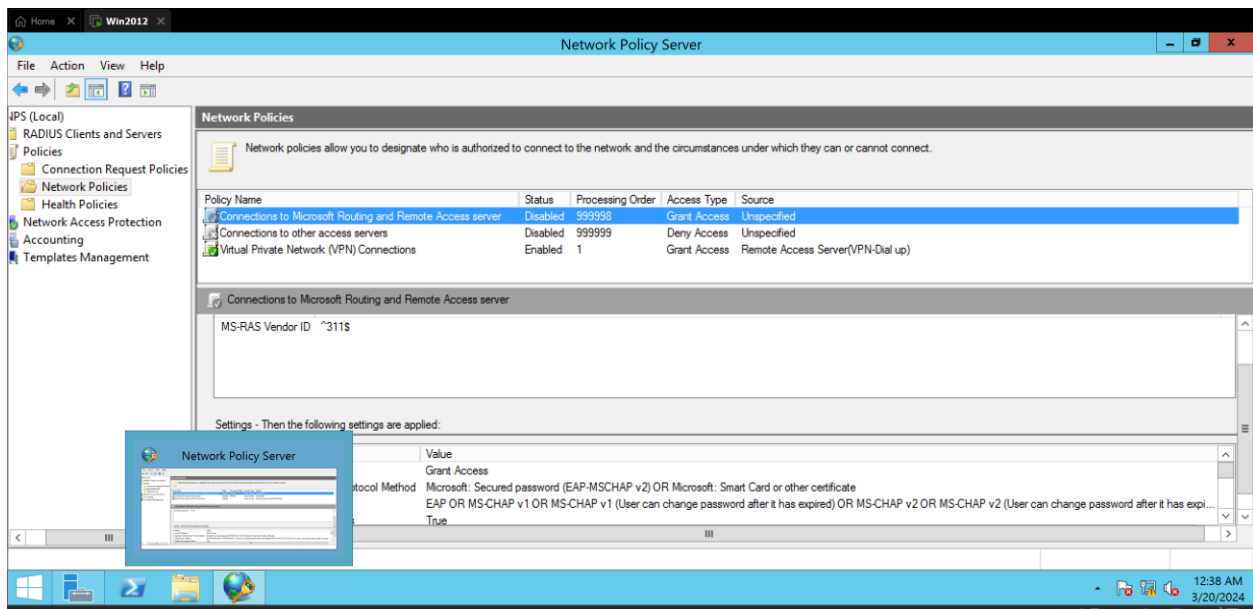 Home Win2012
Network Policy Server
File Action View Help
NPS (Local)
RADIUS Clients and Servers
Policies
Connection Request Policies
Network Policies
Health Policies
Network Access Protection
Accounting
Templates Management
Network Policies
Network policies allow you to designate who is authorized to connect to the network and the circumstances under which they can or cannot connect.
Policy Name Status Processing Order Access Type Source
Connections to Microsoft Routing and Remote Access server Disabled 999998 Grant Access Unspecified
Connections to other access servers Disabled 999999 Deny Access Unspecified
Virtual Private Network (VPN) Connections Enabled 1 Grant Access Remote Access Server(VPN-Dial up)
Connections to Microsoft Routing and Remote Access server
MS-RAS Vendor ID ^311$
Settings - Then the following settings are applied:
Value
Grant Access
Method Microsoft: Secured password (EAP-MSCHAP v2) OR Microsoft: Smart Card or other certificate
EAP OR MS-CHAP v1 OR MS-CHAP v1 (User can change password after it has expired) OR MS-CHAP v2 OR MS-CHAP v2 (User can change password after it has expi...
True
Network Policy Server
12:38 AM
3/20/2024